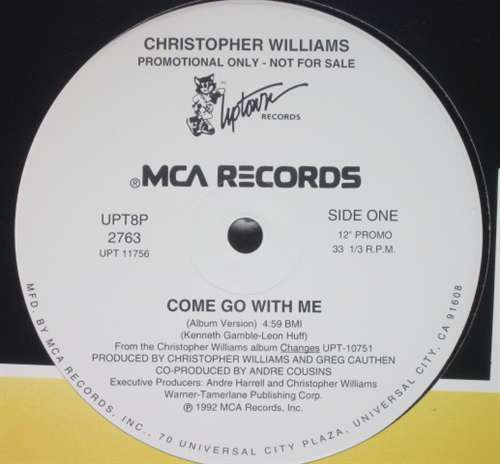 CHRISTOPHER WILLIAMS
PROMOTIONAL ONLY - NOT FOR SALE
Uptown
RECORDS
®MCA RECORDS
UPT8P
2763
UPT 11756
SIDE ONE
12" PROMO
33 1/3 R.P.M.
COME GO WITH ME
(Album Version) 4:59 BMI
(Kenneth Gamble-Leon Huff)
From the Christopher Williams album Changes UPT-10751
PRODUCED BY CHRISTOPHER WILLIAMS AND GREG CAUTHEN
CO-PRODUCED BY ANDRE COUSINS
Executive Producers: Andre Harrell and Christopher Williams
Warner-Tamerlane Publishing Corp.
℗ 1992 MCA Records, Inc.
MFD. BY MCA RECORDS, INC., 70 UNIVERSAL CITY PLAZA, UNIVERSAL CITY, CA 91608